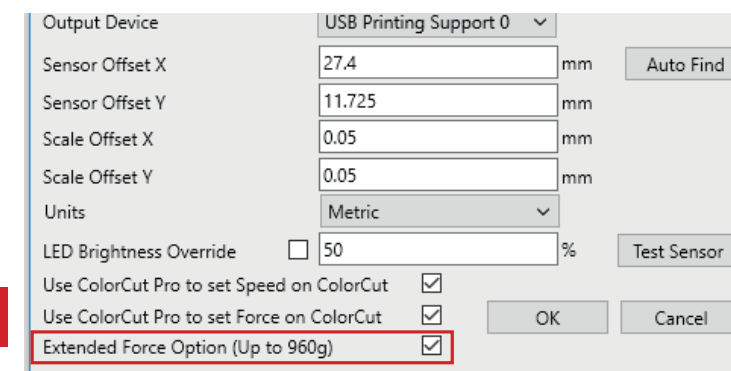 Output Device USB Printing Support 0
Sensor Offset X 27.4 mm Auto Find
Sensor Offset Y 11.725 mm
Scale Offset X 0.05 mm
Scale Offset Y 0.05 mm
Units Metric
LED Brightness Override 50 % Test Sensor
Use ColorCut Pro to set Speed on ColorCut
Use ColorCut Pro to set Force on ColorCut OK Cancel
Extended Force Option (Up to 960g)